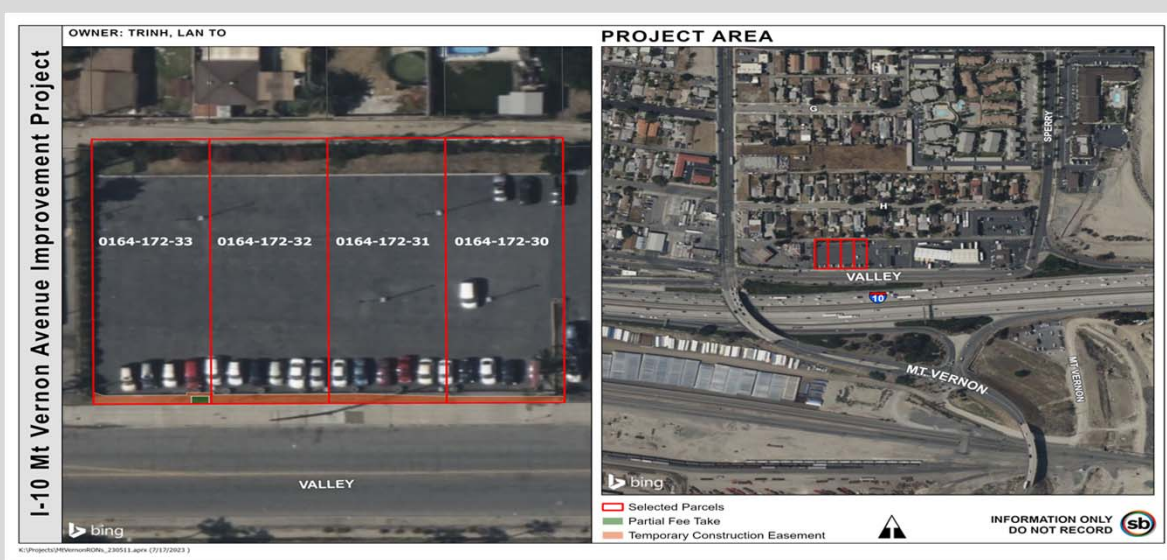 I-10 Mt Vernon Avenue Improvement Project
OWNER: TRINH, LAN TO
0164-172-33
0164-172-32
0164-172-31
0164-172-30
VALLEY
bing
K:\Projects\MtVernonRONs_230511.aprx (7/17/2023 )
PROJECT AREA
G
SPERRY
H
VALLEY
10
MT VERNON
MT VERNON
bing
Selected Parcels
Partial Fee Take
Temporary Construction Easement
INFORMATION ONLY
DO NOT RECORD
sb